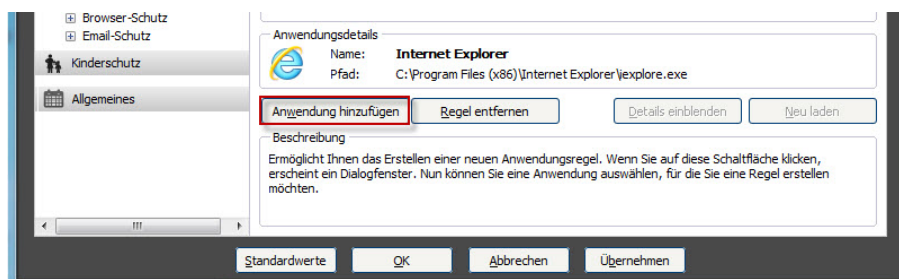 Browser-Schutz
Email-Schutz
Kinderschutz
Allgemeines
Anwendungsdetails
Name: Internet Explorer
Pfad: C:\Program Files (x86)\Internet Explorer\iexplore.exe
Anwendung hinzufügen Regel entfernen Details einblenden Neu laden
Beschreibung
Ermöglicht Ihnen das Erstellen einer neuen Anwendungsregel. Wenn Sie auf diese Schaltfläche klicken,
erscheint ein Dialogfenster. Nun können Sie eine Anwendung auswählen, für die Sie eine Regel erstellen
möchten.
Standardwerte OK Abbrechen Übernehmen